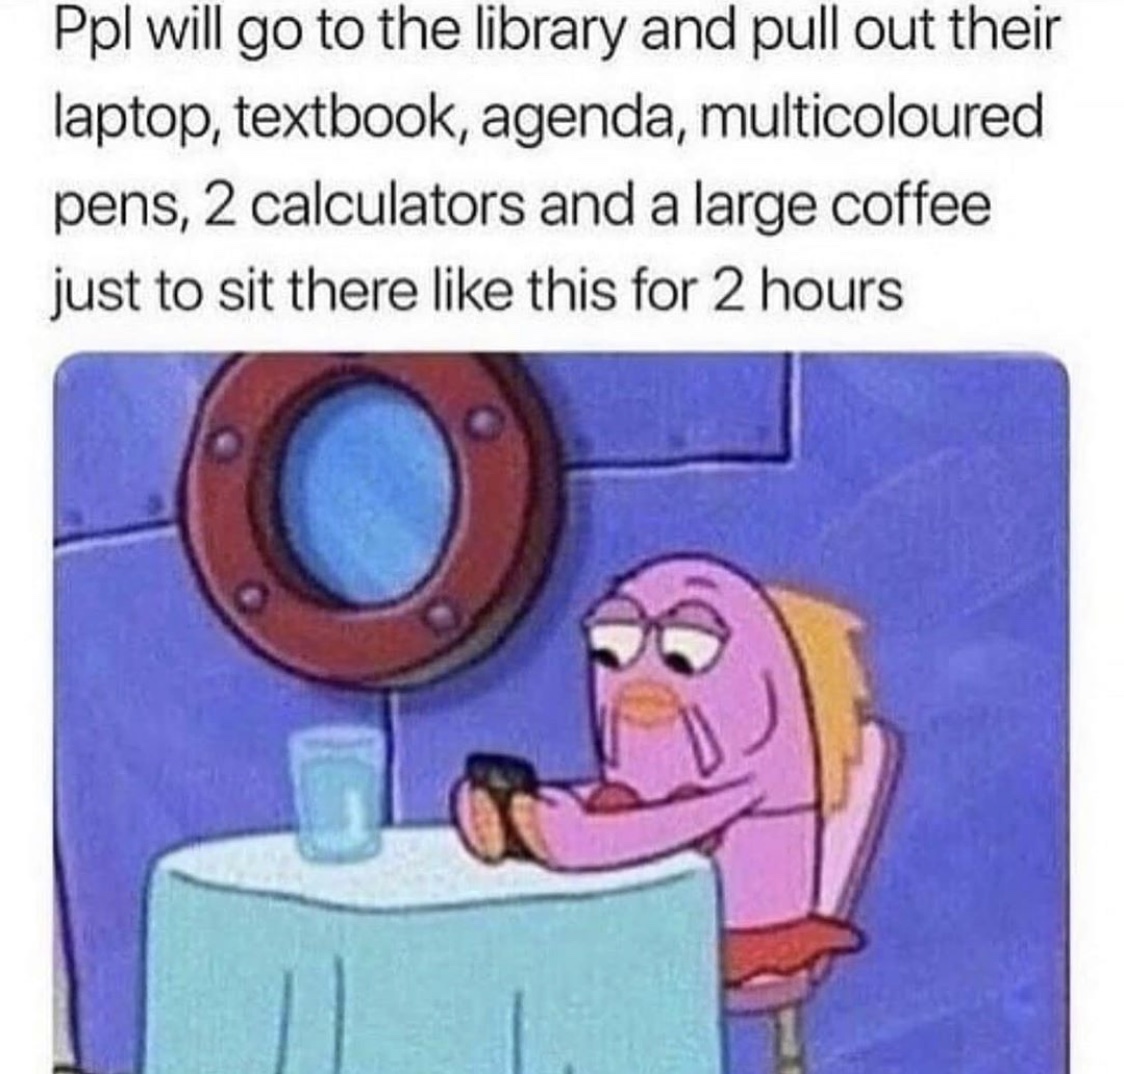 Ppl will go to the library and pull out their
laptop, textbook, agenda, multicoloured
pens, 2 calculators and a large coffee
just to sit there like this for 2 hours